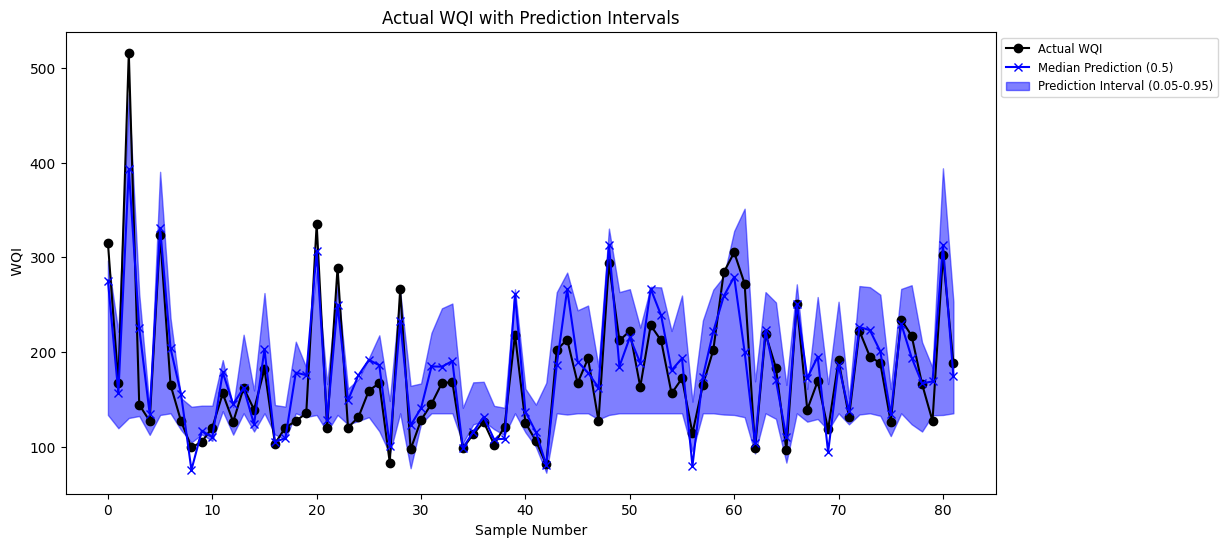 Actual WQI with Prediction Intervals
Actual WQI
Median Prediction (0.5)
Prediction Interval (0.05-0.95)
WQI
500
400
300
200
100
0 10 20 30 40 50 60 70 80
Sample Number